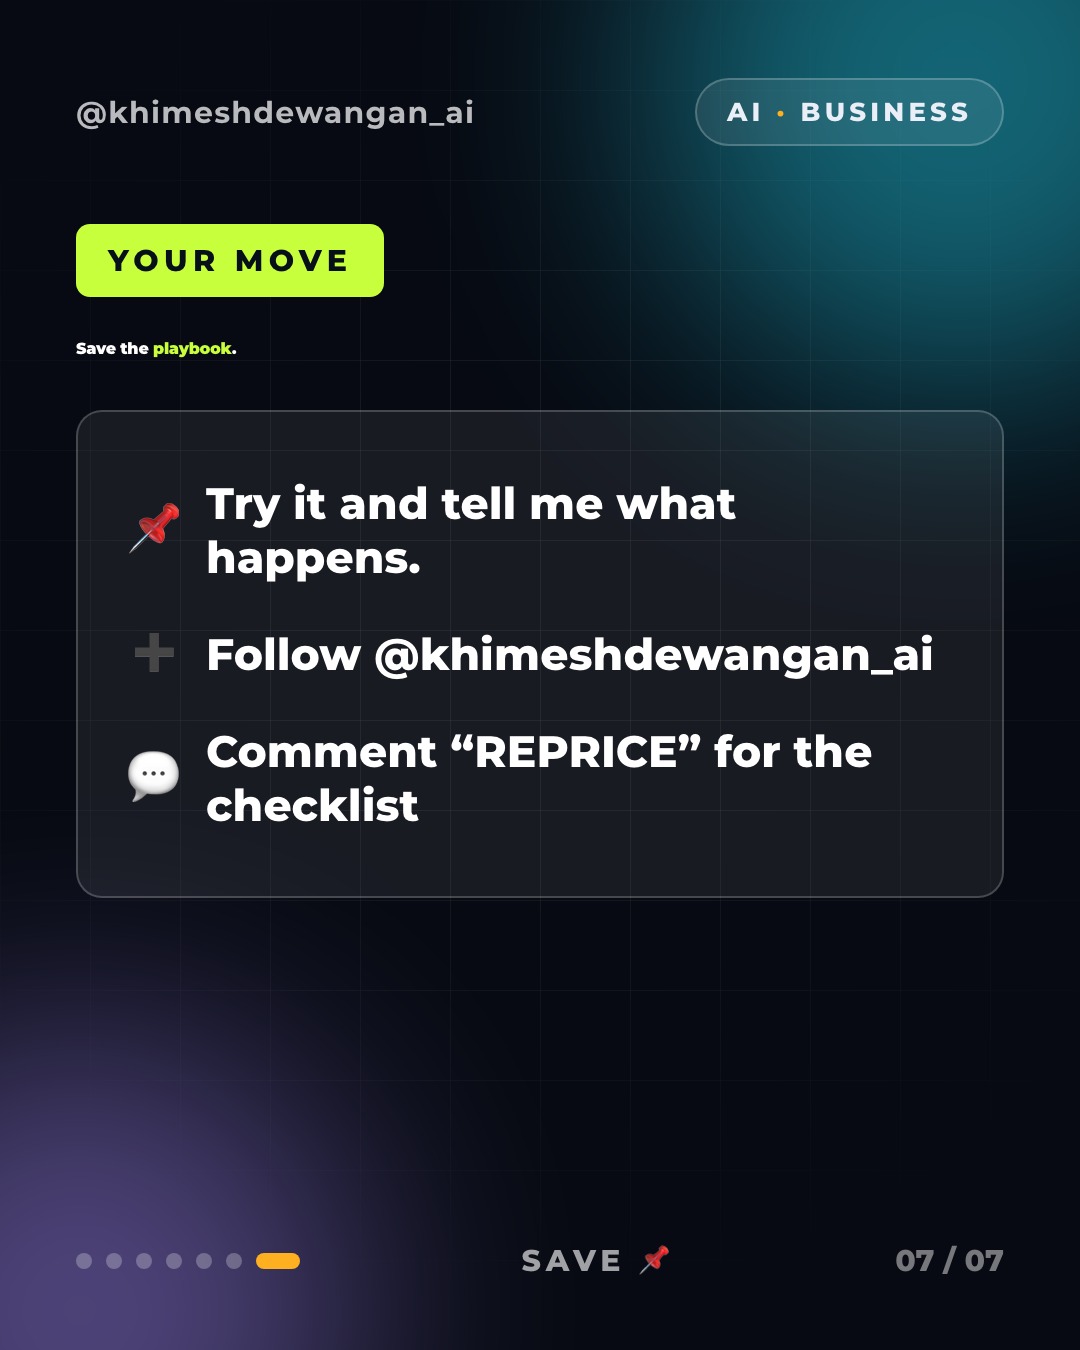 @khimeshdewangan_ai
AI · BUSINESS
YOUR MOVE
Save the playbook.
📌 Try it and tell me what
happens.
➕ Follow @khimeshdewangan_ai
💬 Comment “REPRICE” for the
checklist
SAVE 📌
07 / 07